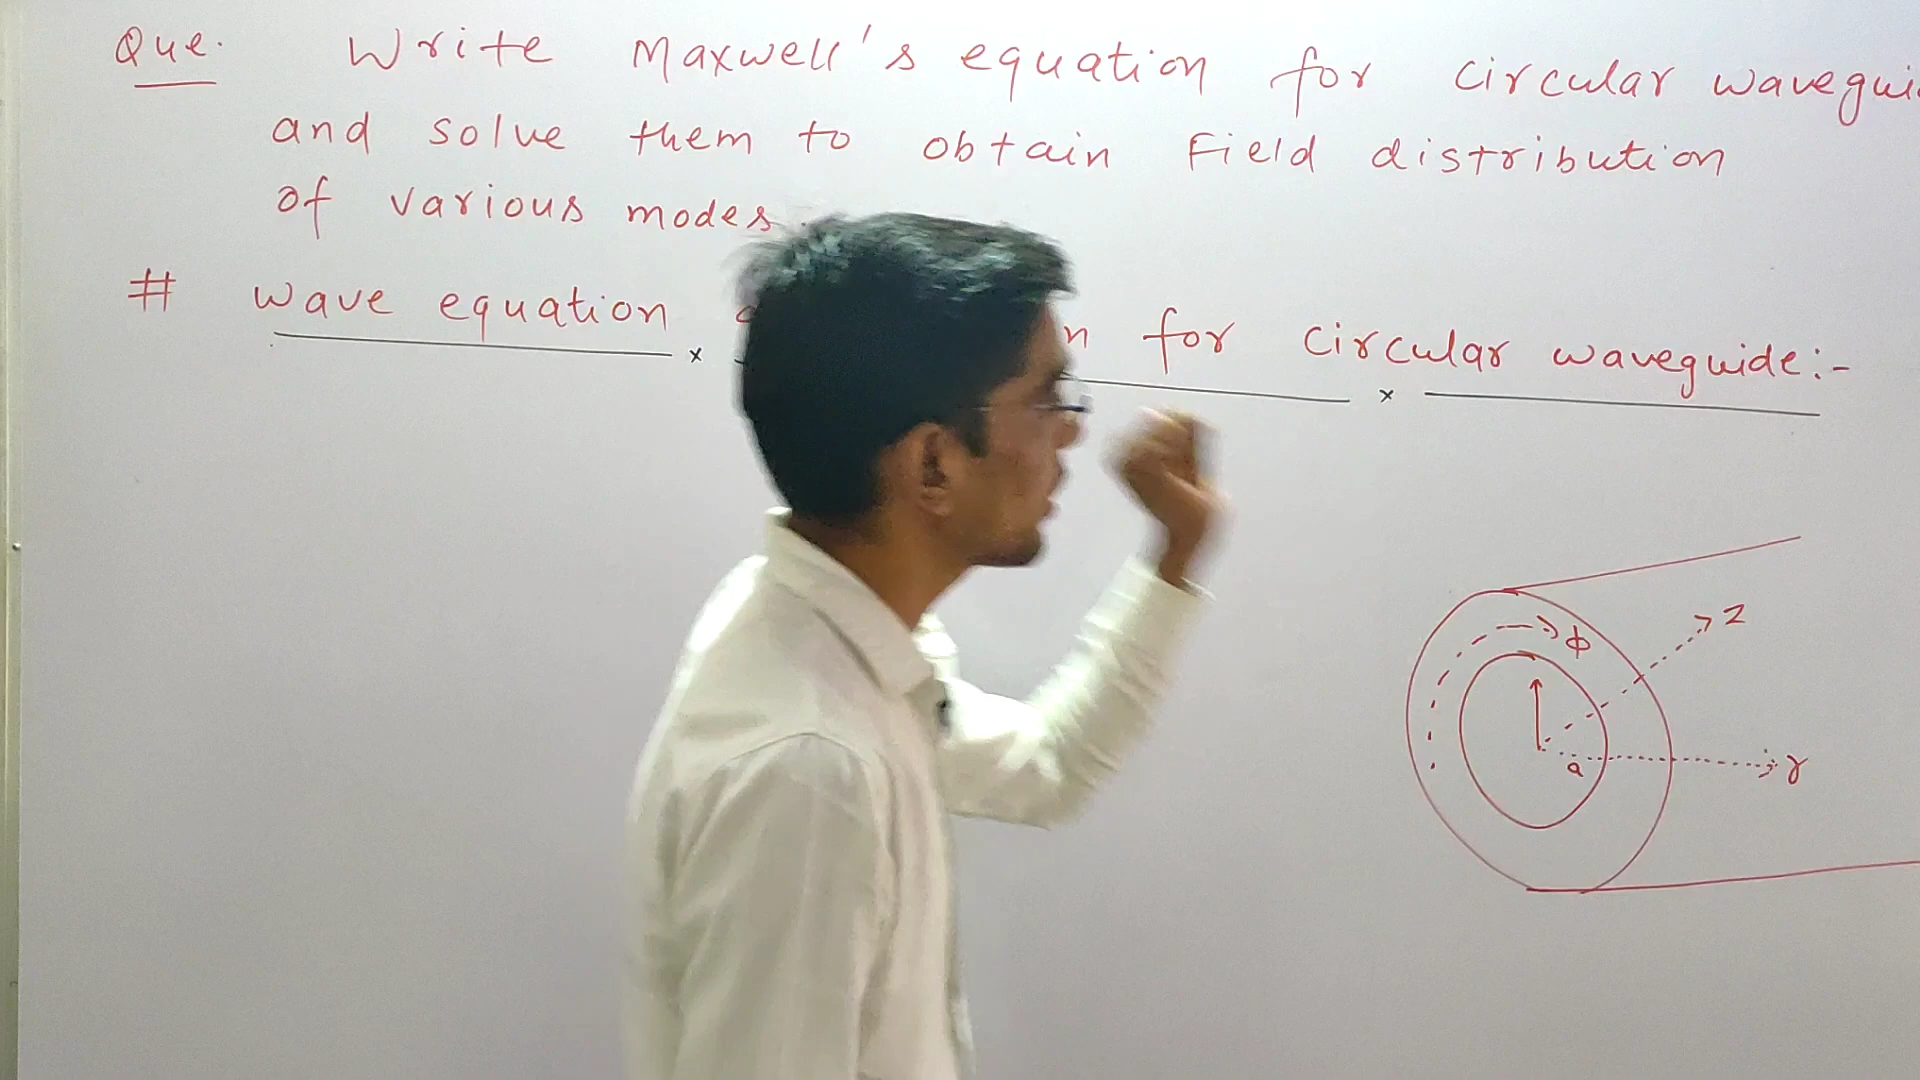 Que. Write Maxwell's equation for circular wavegui
and solve them to obtain Field distribution
of various modes.
# wave equation for circular waveguide:-
Z
ϕ
a
r